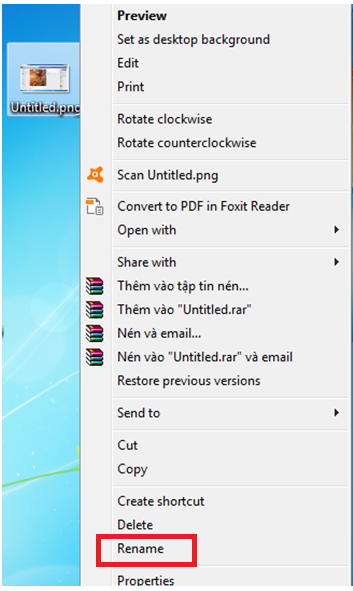 Preview
Set as desktop background
Edit
Print
Untitled.png
Rotate clockwise
Rotate counterclockwise
Scan Untitled.png
Convert to PDF in Foxit Reader
Open with
Share with
Thêm vào tập tin nén...
Thêm vào "Untitled.rar"
Nén và email...
Nén vào "Untitled.rar" và email
Restore previous versions
Send to
Cut
Copy
Create shortcut
Delete
Rename
Properties